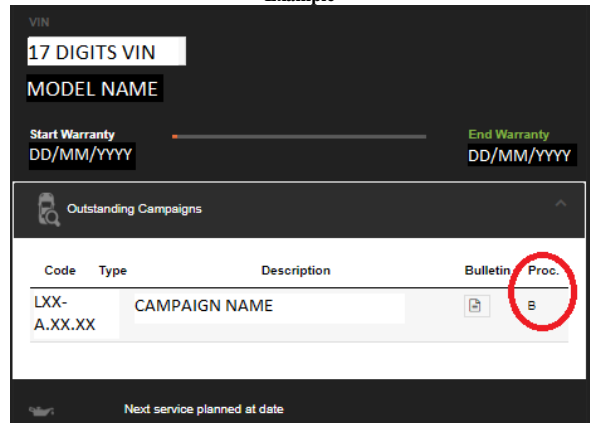 Example
VIN
17 DIGITS VIN
MODEL NAME
Start Warranty End Warranty
DD/MM/YYYY DD/MM/YYYY
Outstanding Campaigns
Code Type Description Bulletin Proc.
LXX- CAMPAIGN NAME B
A.XX.XX
Next service planned at date